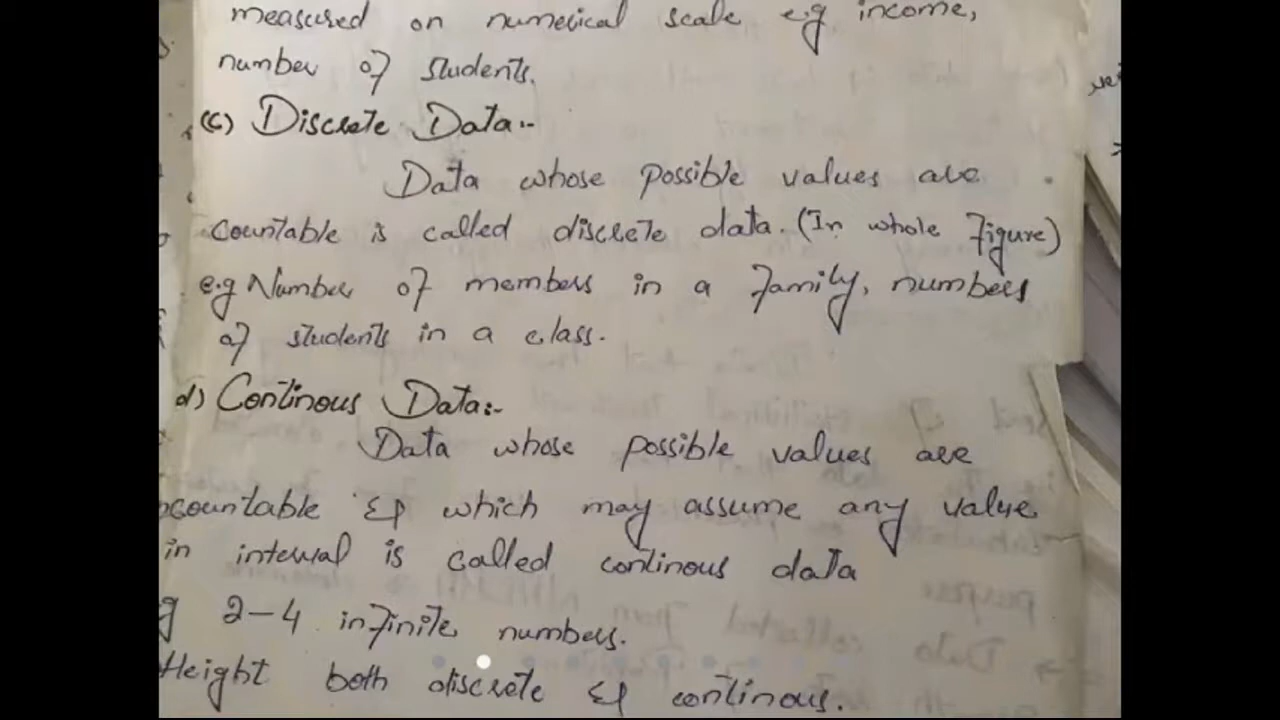 measured on numerical scale e.g income,
number of students.
(c) Discrete Data:-
Data whose possible values are
countable is called discrete data. (In whole figure)
e.g Number of members in a family, numbers
of students in a class.
d) Continous Data:-
Data whose possible values are
countable & which may assume any value
in interval is called continous data
g 2-4 infinite numbers.
Height both discrete & continous.